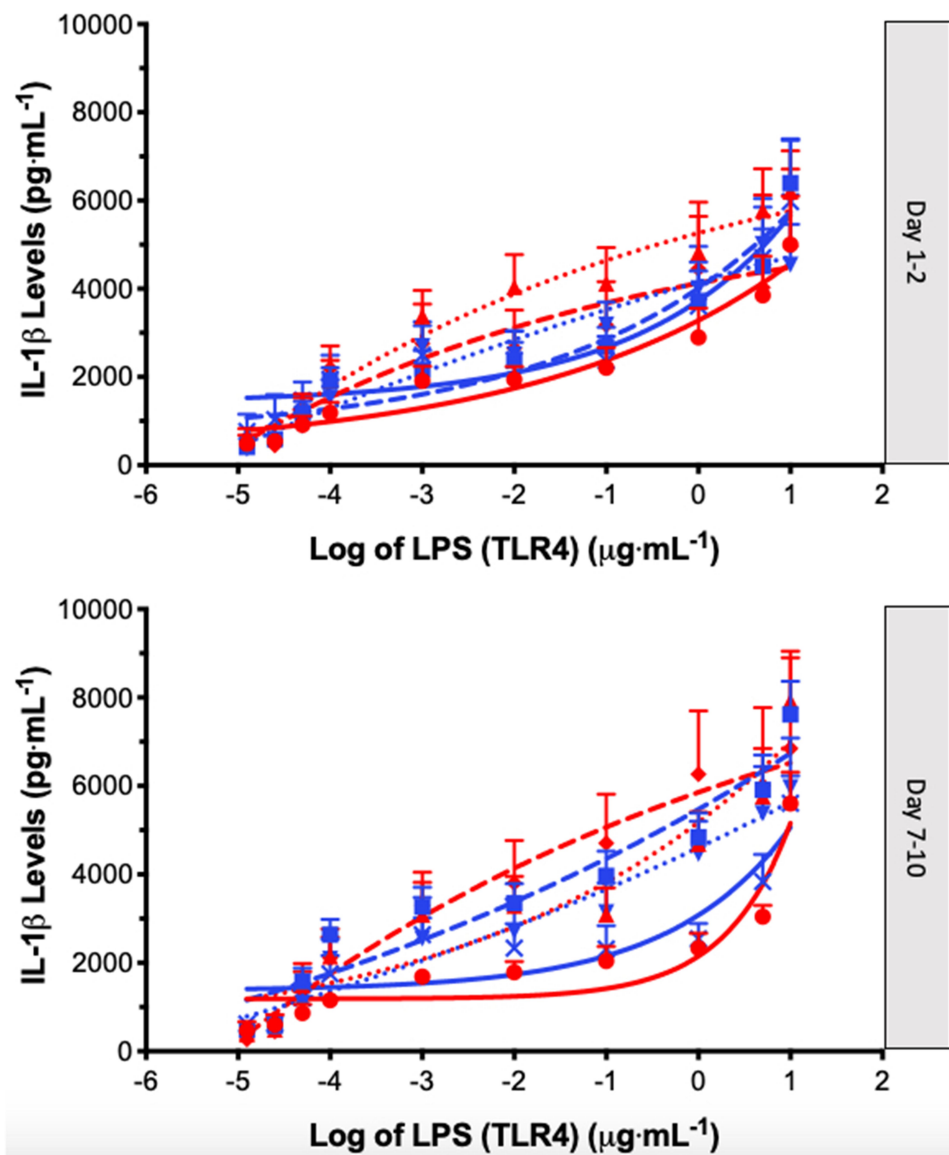 10000
8000
6000
4000
2000
0
IL-1β Levels (pg·mL⁻¹)
-6 -5 -4 -3 -2 -1 0 1 2
Log of LPS (TLR4) (μg·mL⁻¹)
Day 1-2
10000
8000
6000
4000
2000
0
IL-1β Levels (pg·mL⁻¹)
-6 -5 -4 -3 -2 -1 0 1 2
Log of LPS (TLR4) (μg·mL⁻¹)
Day 7-10